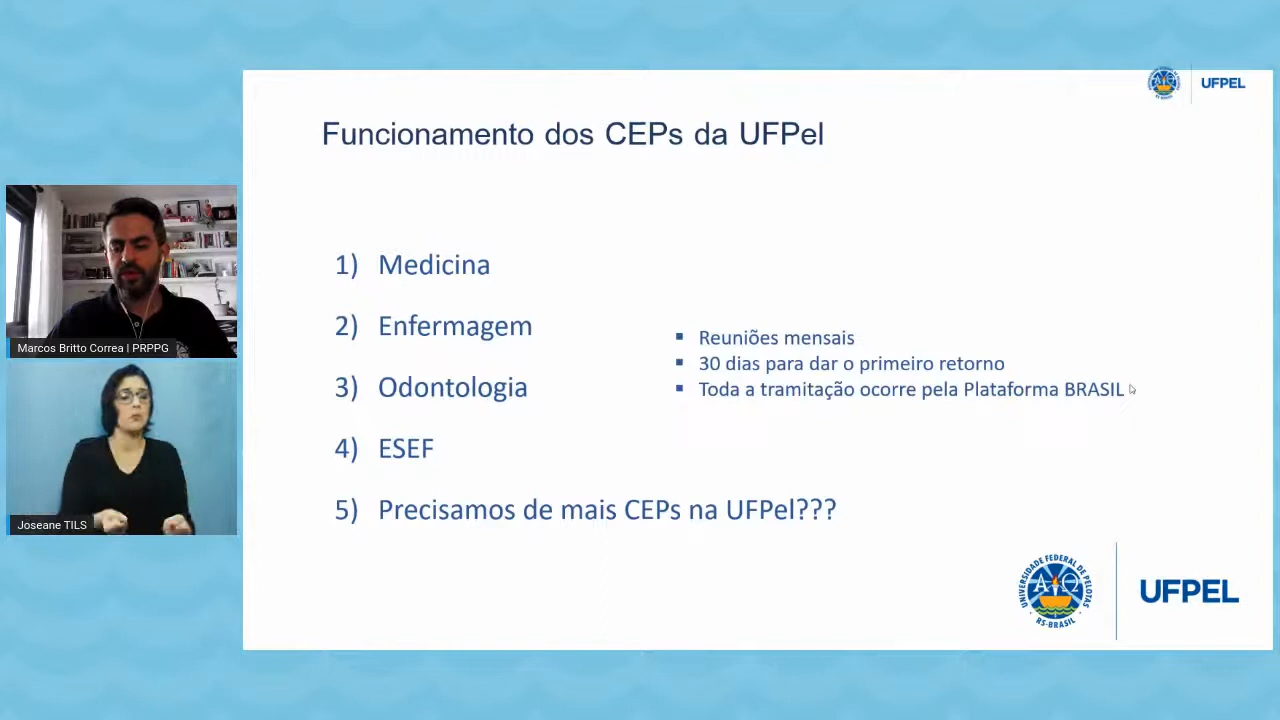 UFPEL
Funcionamento dos CEPs da UFPel
1) Medicina
2) Enfermagem
3) Odontologia
4) ESEF
5) Precisamos de mais CEPs na UFPel???
▪ Reuniões mensais
▪ 30 dias para dar o primeiro retorno
▪ Toda a tramitação ocorre pela Plataforma BRASIL
Marcos Britto Correa | PRPPG
Joseane TILS
UNIVERSIDADE FEDERAL DE PELOTAS
ΑΩ
RS-BRASIL
UFPEL